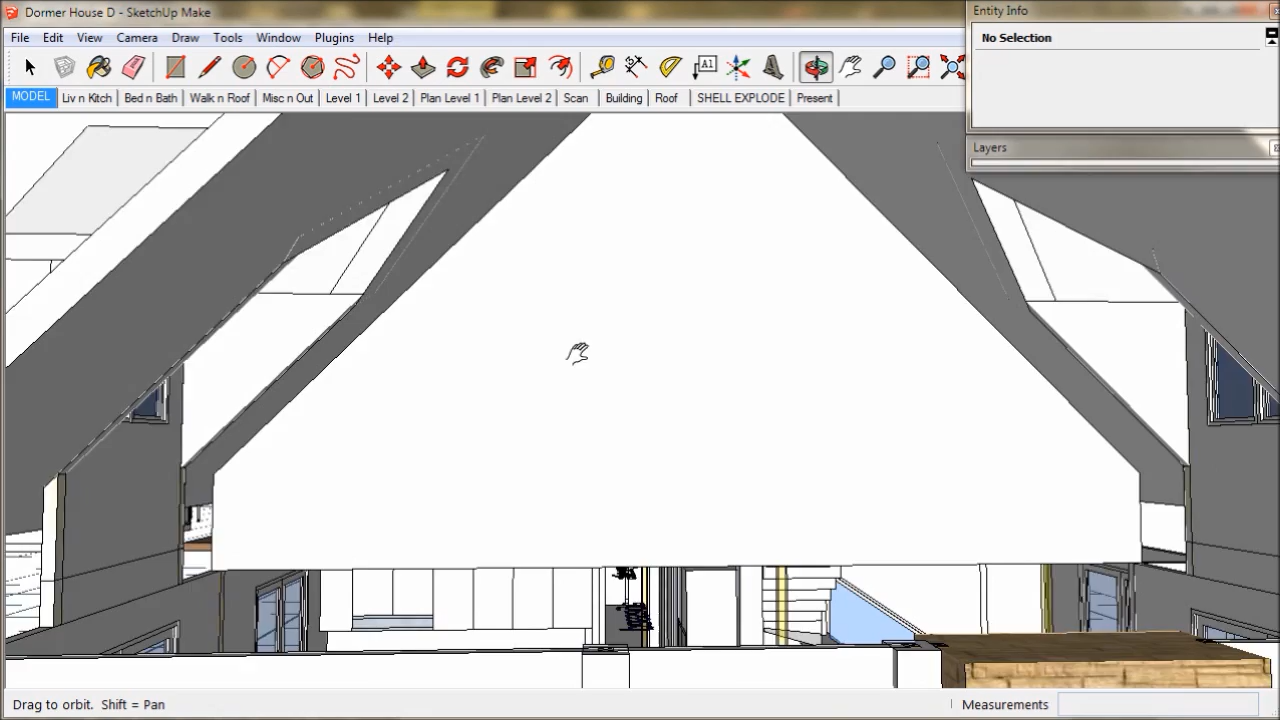 Dormer House D - SketchUp Make
Entity Info
File Edit View Camera Draw Tools Window Plugins Help
No Selection
A1
MODEL Liv n Kitch Bed n Bath Walk n Roof Misc n Out Level 1 Level 2 Plan Level 1 Plan Level 2 Scan Building Roof SHELL EXPLODE Present
Layers
Drag to orbit. Shift = Pan
Measurements